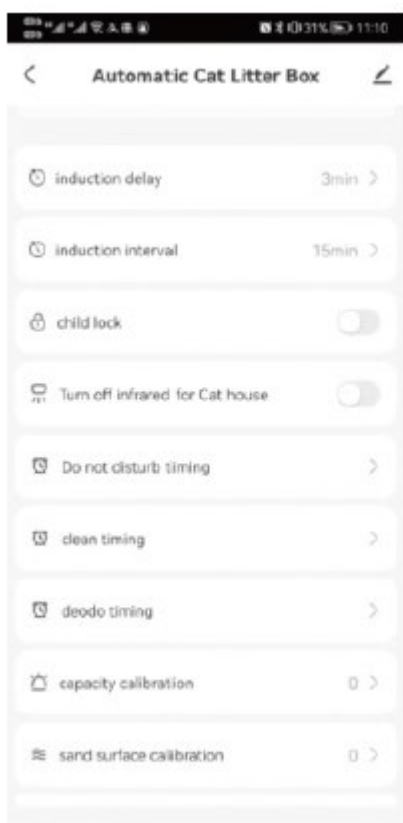 31% 11:10
Automatic Cat Litter Box
induction delay 3min
induction interval 15min
child lock
Turn off infrared for Cat house
Do not disturb timing
clean timing
deodo timing
capacity calibration 0
sand surface calibration 0